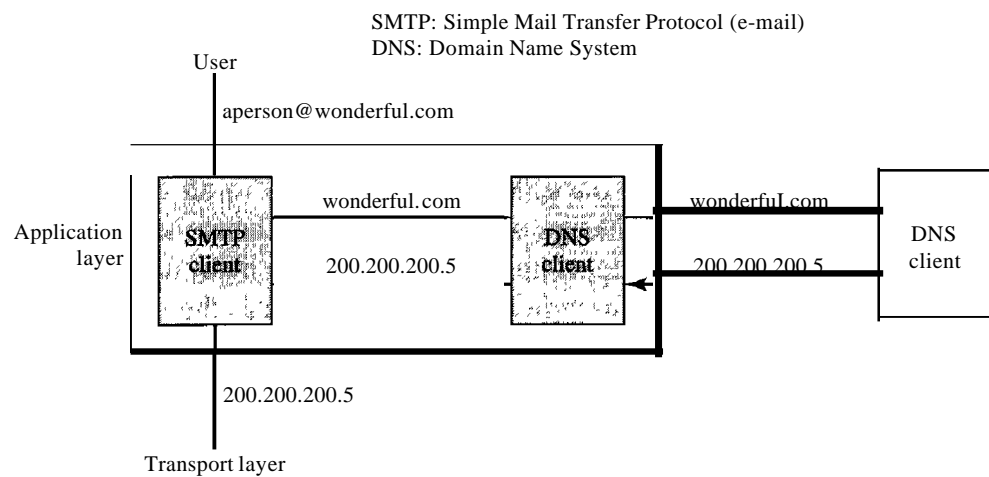 SMTP: Simple Mail Transfer Protocol (e-mail)
DNS: Domain Name System
User
aperson@wonderful.com
wonderful.com
wonderfuI.com
Application
layer
SMTP
client
200.200.200.5
DNS
client
200.200.200.5
DNS
client
200.200.200.5
Transport layer